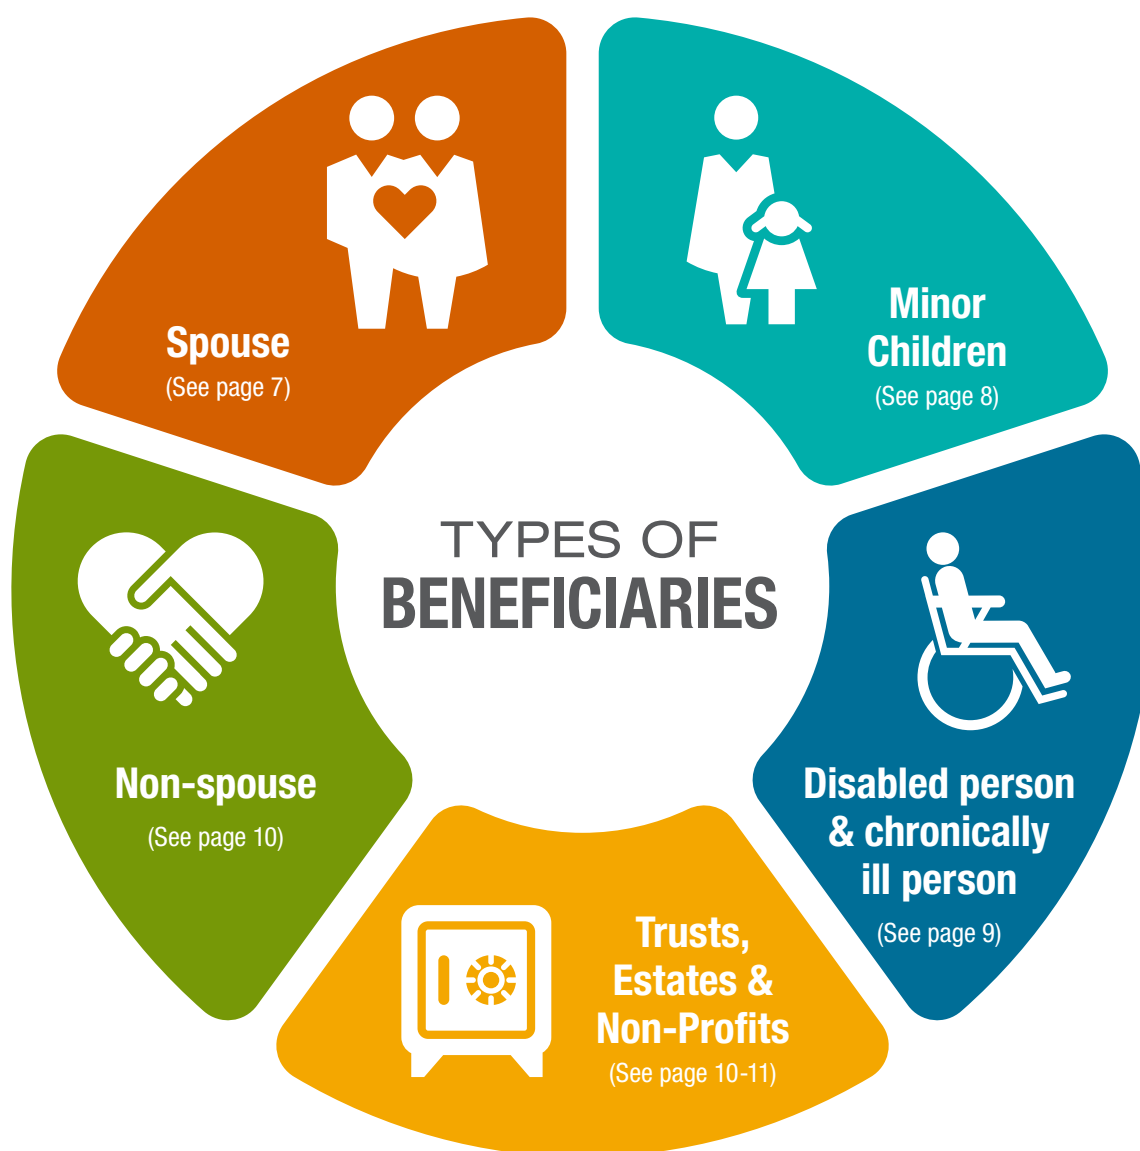 TYPES OF
BENEFICIARIES
Spouse
(See page 7)
Minor
Children
(See page 8)
Disabled person
& chronically
ill person
(See page 9)
Trusts,
Estates &
Non-Profits
(See page 10-11)
Non-spouse
(See page 10)